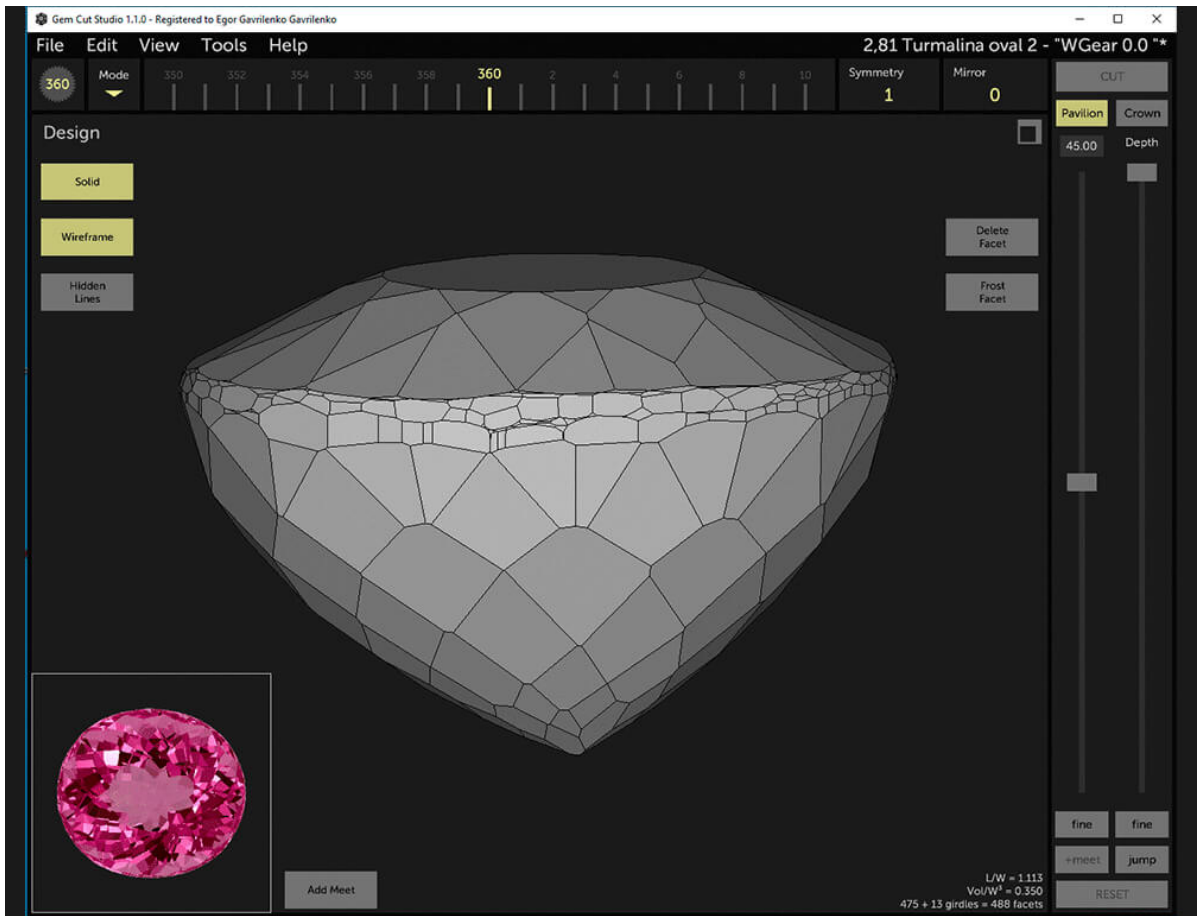 Gem Cut Studio 1.1.0 - Registered to Egor Gavrilenko Gavrilenko
File Edit View Tools Help
2,81 Turmalina oval 2 - "WGear 0.0 "*
360
Mode
350 352 354 356 358 360 2 4 6 8 10
Symmetry
1
Mirror
0
CUT
Pavilion Crown
45.00 Depth
Design
Solid
Wireframe
Hidden
Lines
Delete
Facet
Frost
Facet
Add Meet
fine fine
+meet jump
RESET
L/W = 1.113
Vol/W³ = 0.350
475 + 13 girdles = 488 facets